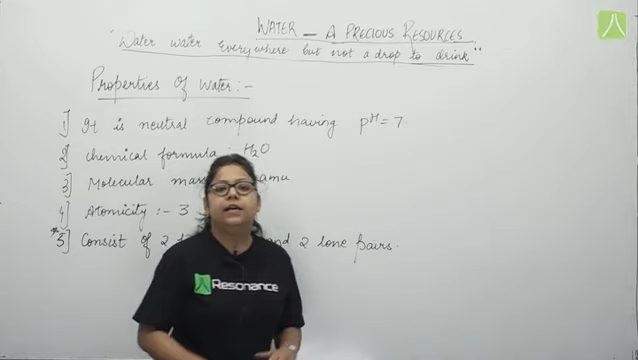 WATER - A PRECIOUS RESOURCES
"Water water everywhere but not a drop to drink"
Properties of Water:-
1] It is neutral compound having pH = 7.
2] Chemical formula : H2O
3] Molecular mass amu
4] Atomicity :- 3
*5] Consist of 2 and 2 lone pairs.
Resonance